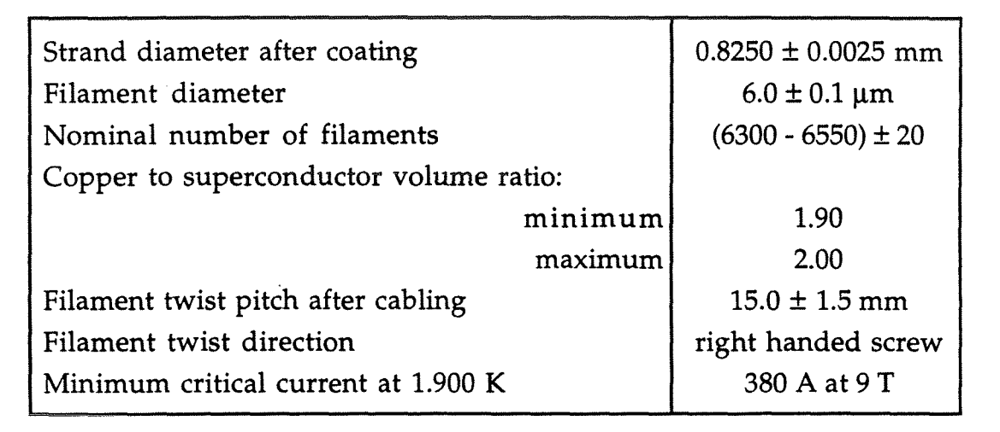 Strand diameter after coating 0.8250 ± 0.0025 mm
Filament diameter 6.0 ± 0.1 μm
Nominal number of filaments (6300 - 6550) ± 20
Copper to superconductor volume ratio:
minimum 1.90
maximum 2.00
Filament twist pitch after cabling 15.0 ± 1.5 mm
Filament twist direction right handed screw
Minimum critical current at 1.900 K 380 A at 9 T